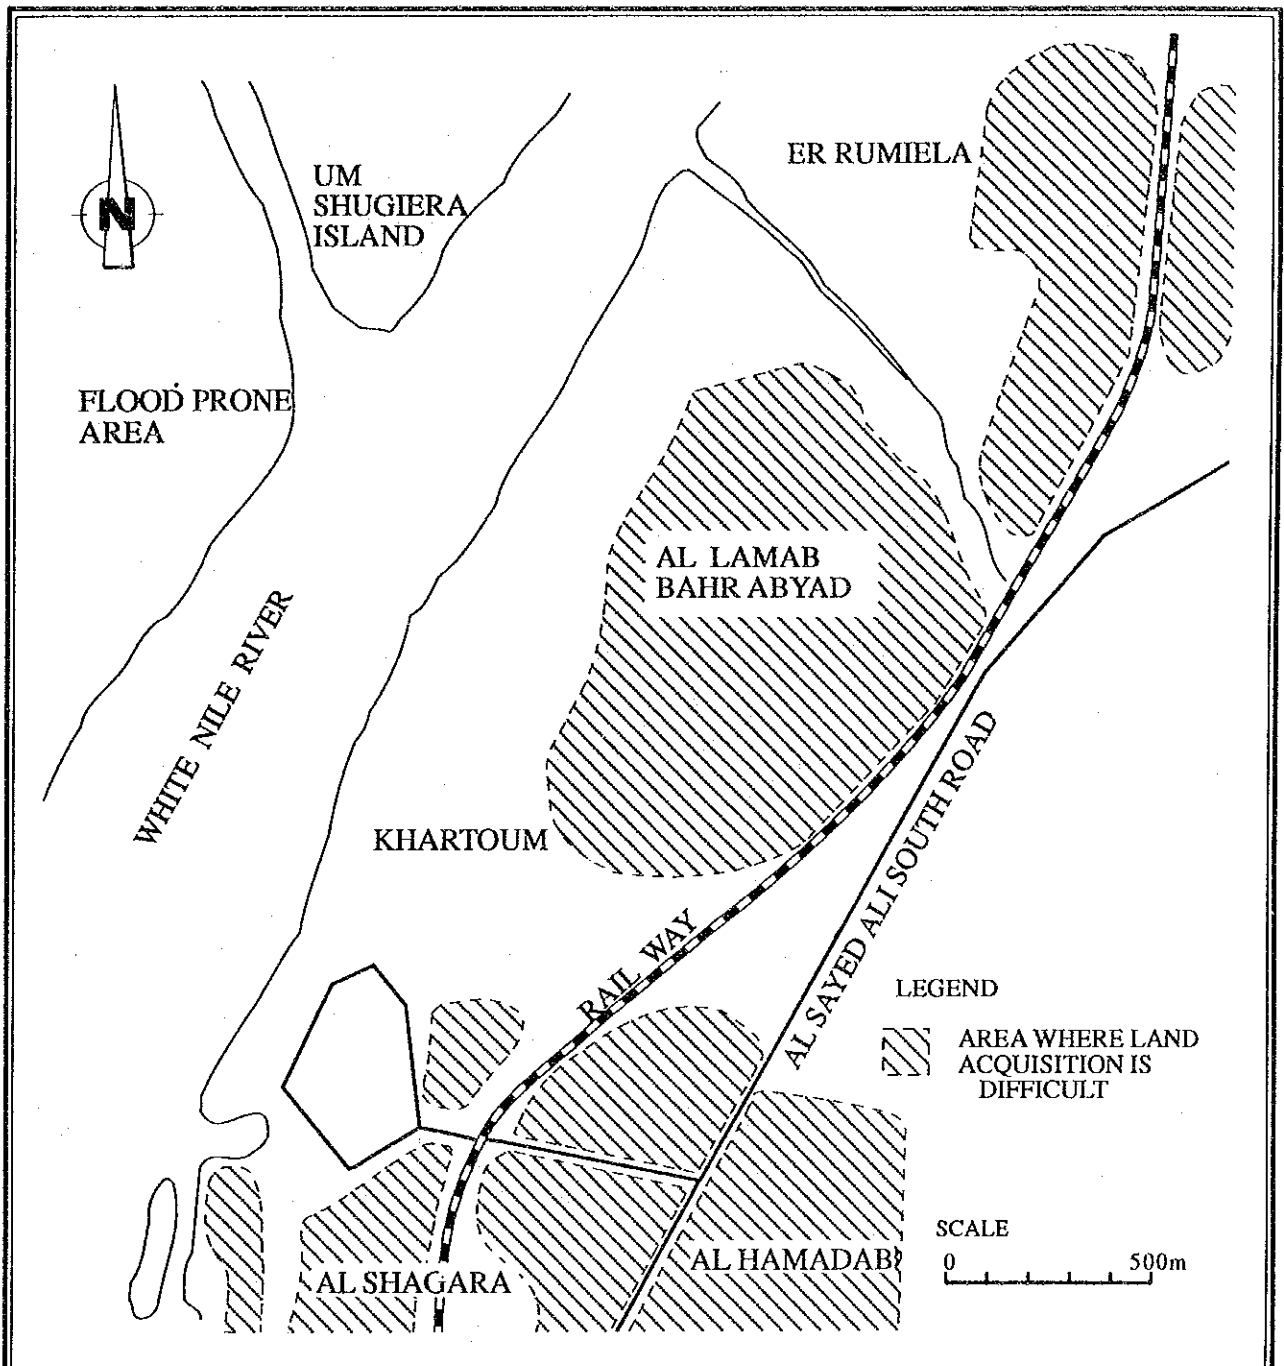 ER RUMIELA
UM
SHUGIERA
ISLAND
N
FLOOD PRONE
AREA
AL LAMAB
BAHR ABYAD
WHITE NILE RIVER
KHARTOUM
RAIL WAY
AL SAYED ALI SOUTH ROAD
LEGEND
AREA WHERE LAND
ACQUISITION IS
DIFFICULT
SCALE
0 500m
AL HAMADAB
AL SHAGARA